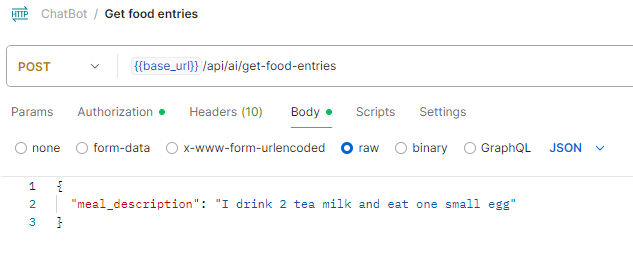 HTTP ChatBot / Get food entries
POST {{base_url}} /api/ai/get-food-entries
Params Authorization Headers (10) Body Scripts Settings
none form-data x-www-form-urlencoded raw binary GraphQL JSON
1 {
2 "meal_description": "I drink 2 tea milk and eat one small egg"
3 }